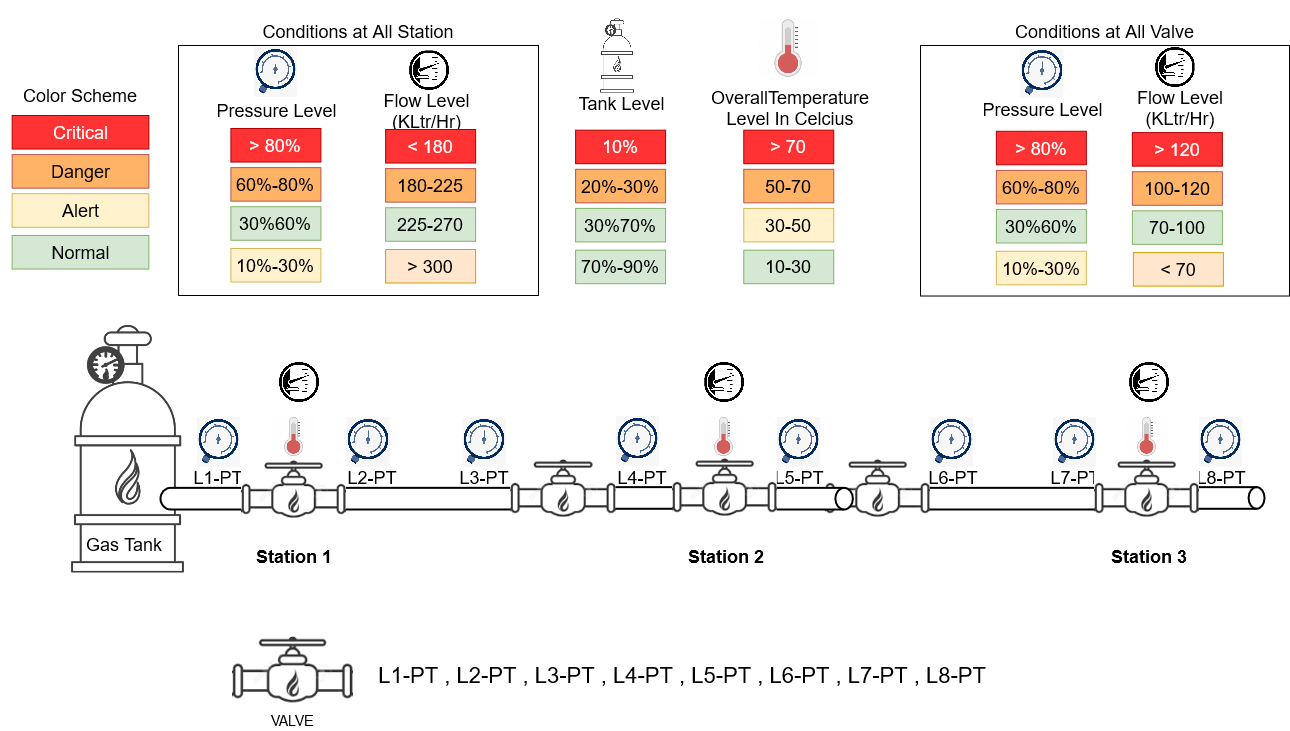 Conditions at All Station
Conditions at All Valve
Color Scheme
Critical
Danger
Alert
Normal
Pressure Level
> 80%
60%-80%
30%60%
10%-30%
Flow Level
(KLtr/Hr)
< 180
180-225
225-270
> 300
Tank Level
10%
20%-30%
30%70%
70%-90%
OverallTemperature
Level In Celcius
> 70
50-70
30-50
10-30
Pressure Level
> 80%
60%-80%
30%60%
10%-30%
Flow Level
(KLtr/Hr)
> 120
100-120
70-100
< 70
L1-PT
L2-PT
L3-PT
L4-PT
L5-PT
L6-PT
L7-PT
L8-PT
Gas Tank
Station 1
Station 2
Station 3
L1-PT , L2-PT , L3-PT , L4-PT , L5-PT , L6-PT , L7-PT , L8-PT
VALVE